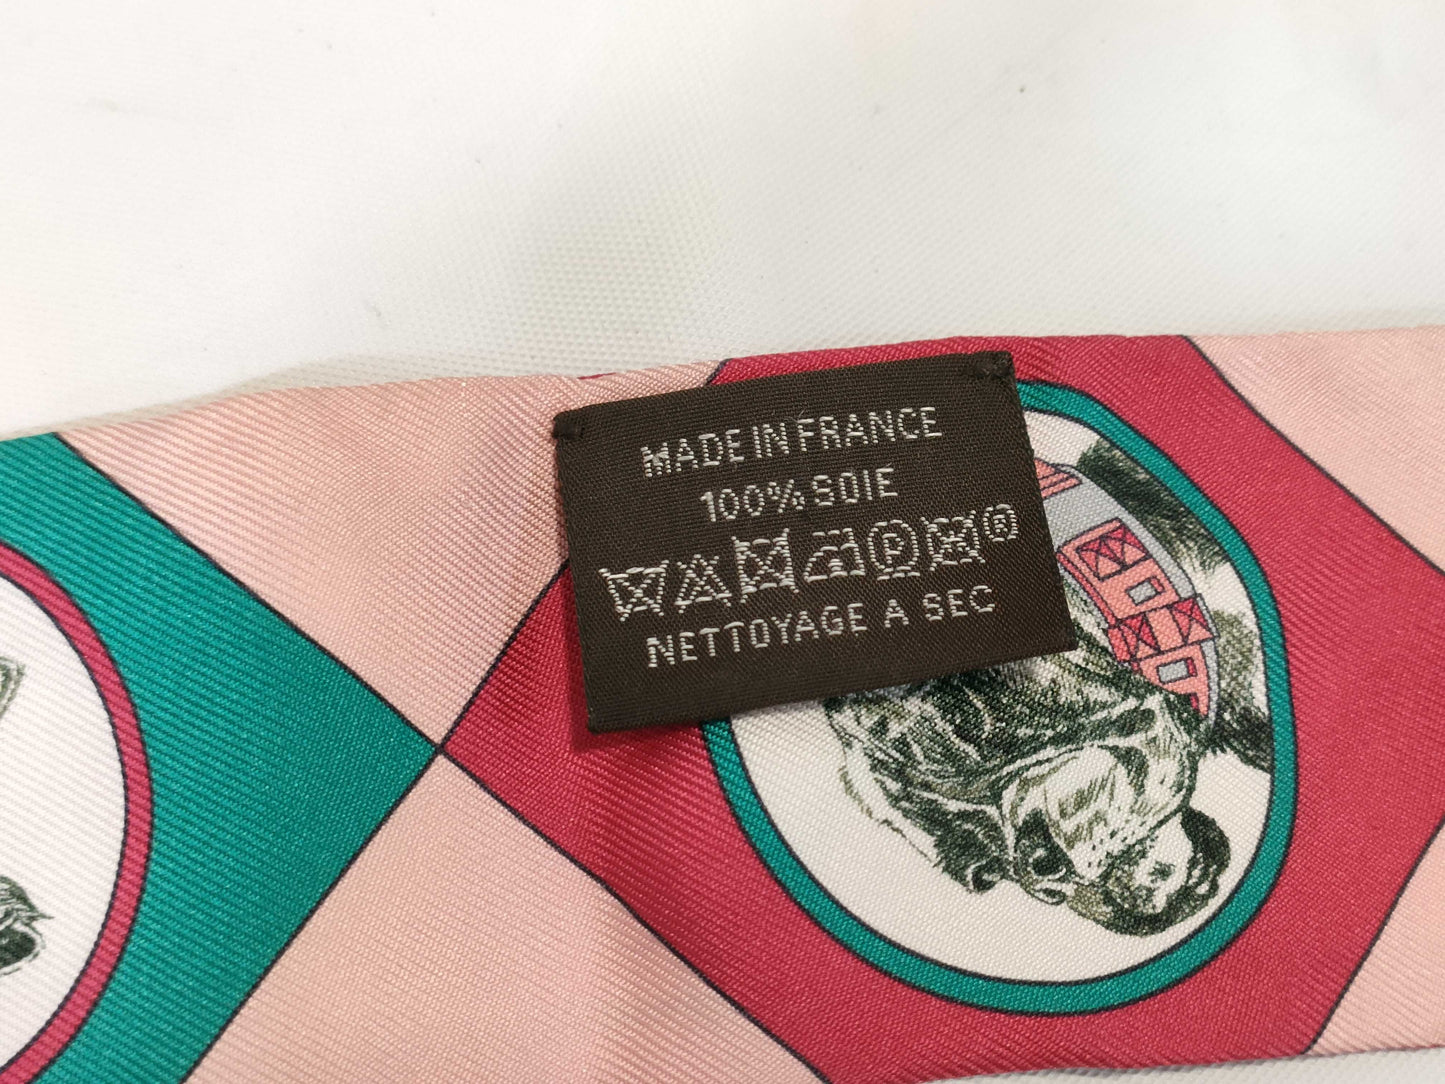 MADE IN FRANCE
100% SOIE
P ®
NETTOYAGE A SEC